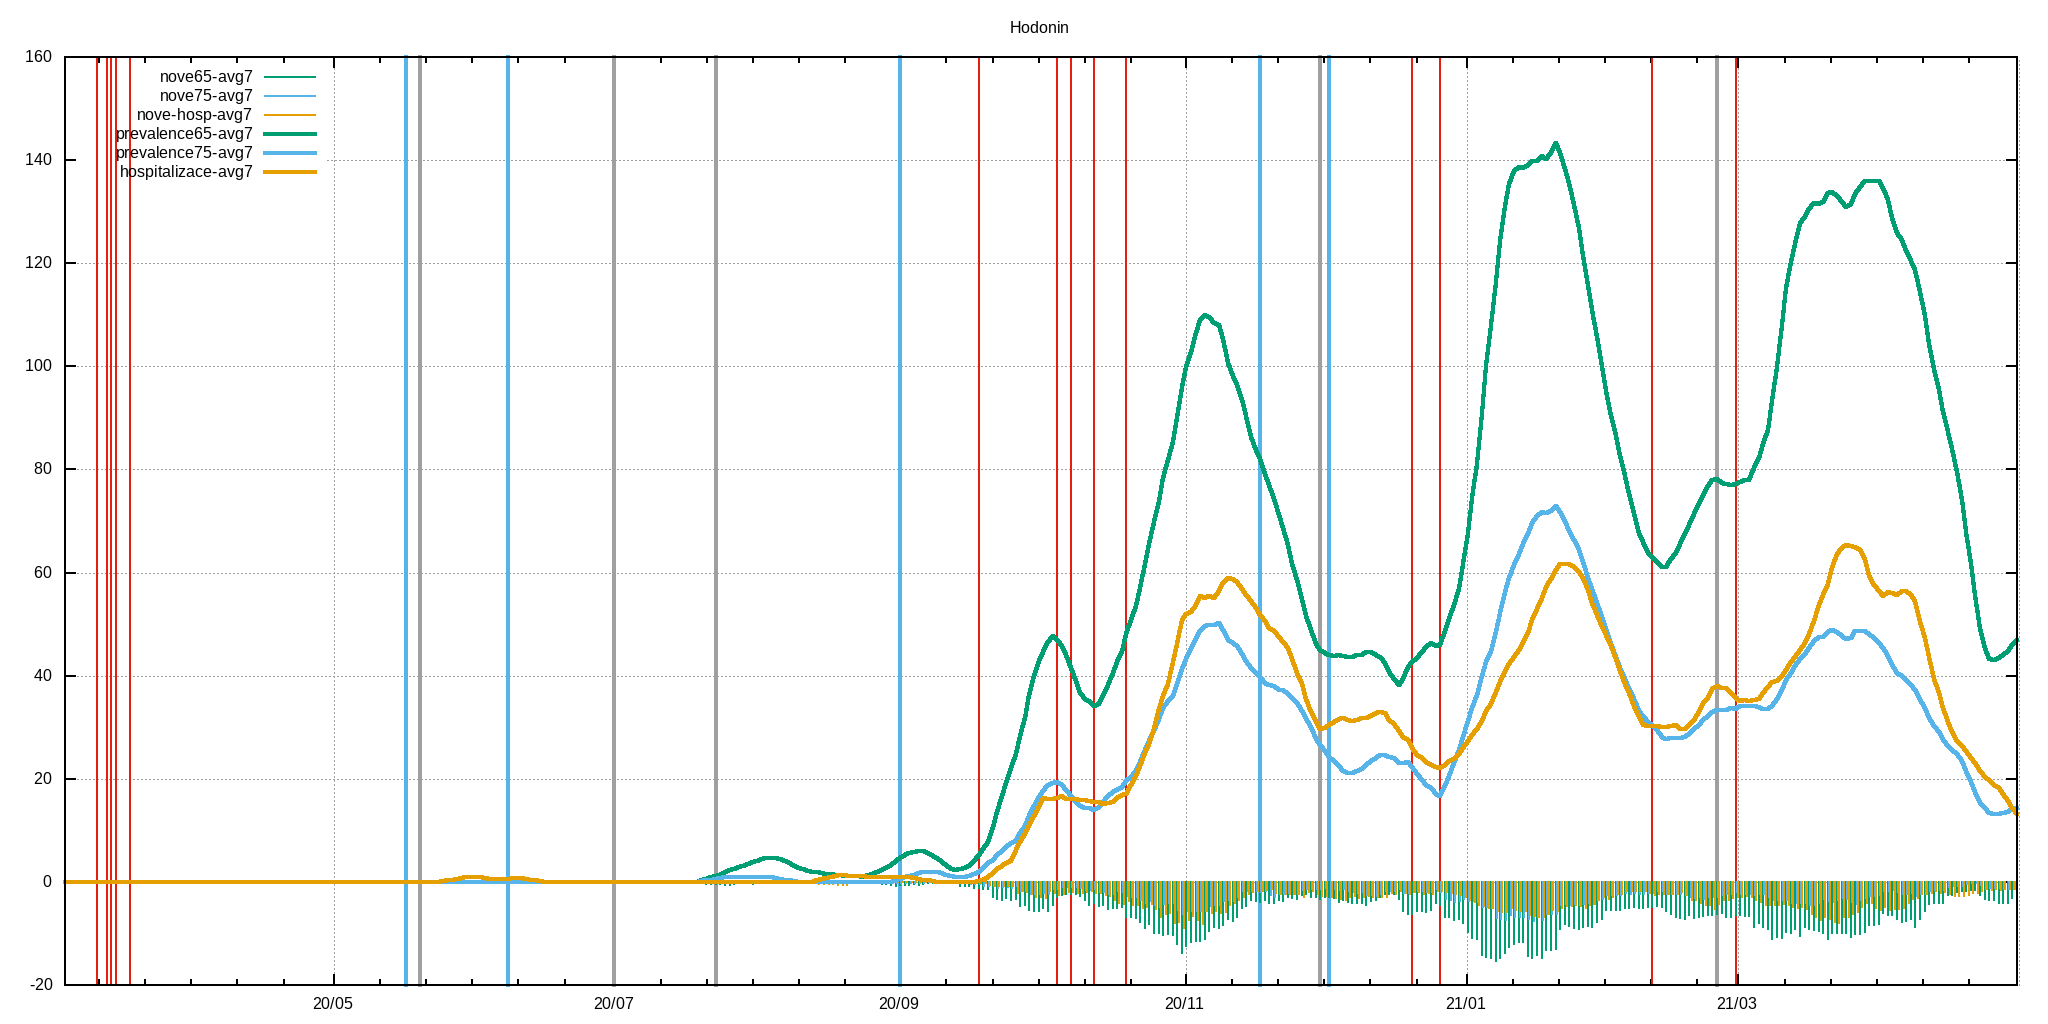 Hodonin
160
140
120
100
80
60
40
20
0
-20
nove65-avg7
nove75-avg7
nove-hosp-avg7
prevalence65-avg7
prevalence75-avg7
hospitalizace-avg7
20/05
20/07
20/09
20/11
21/01
21/03